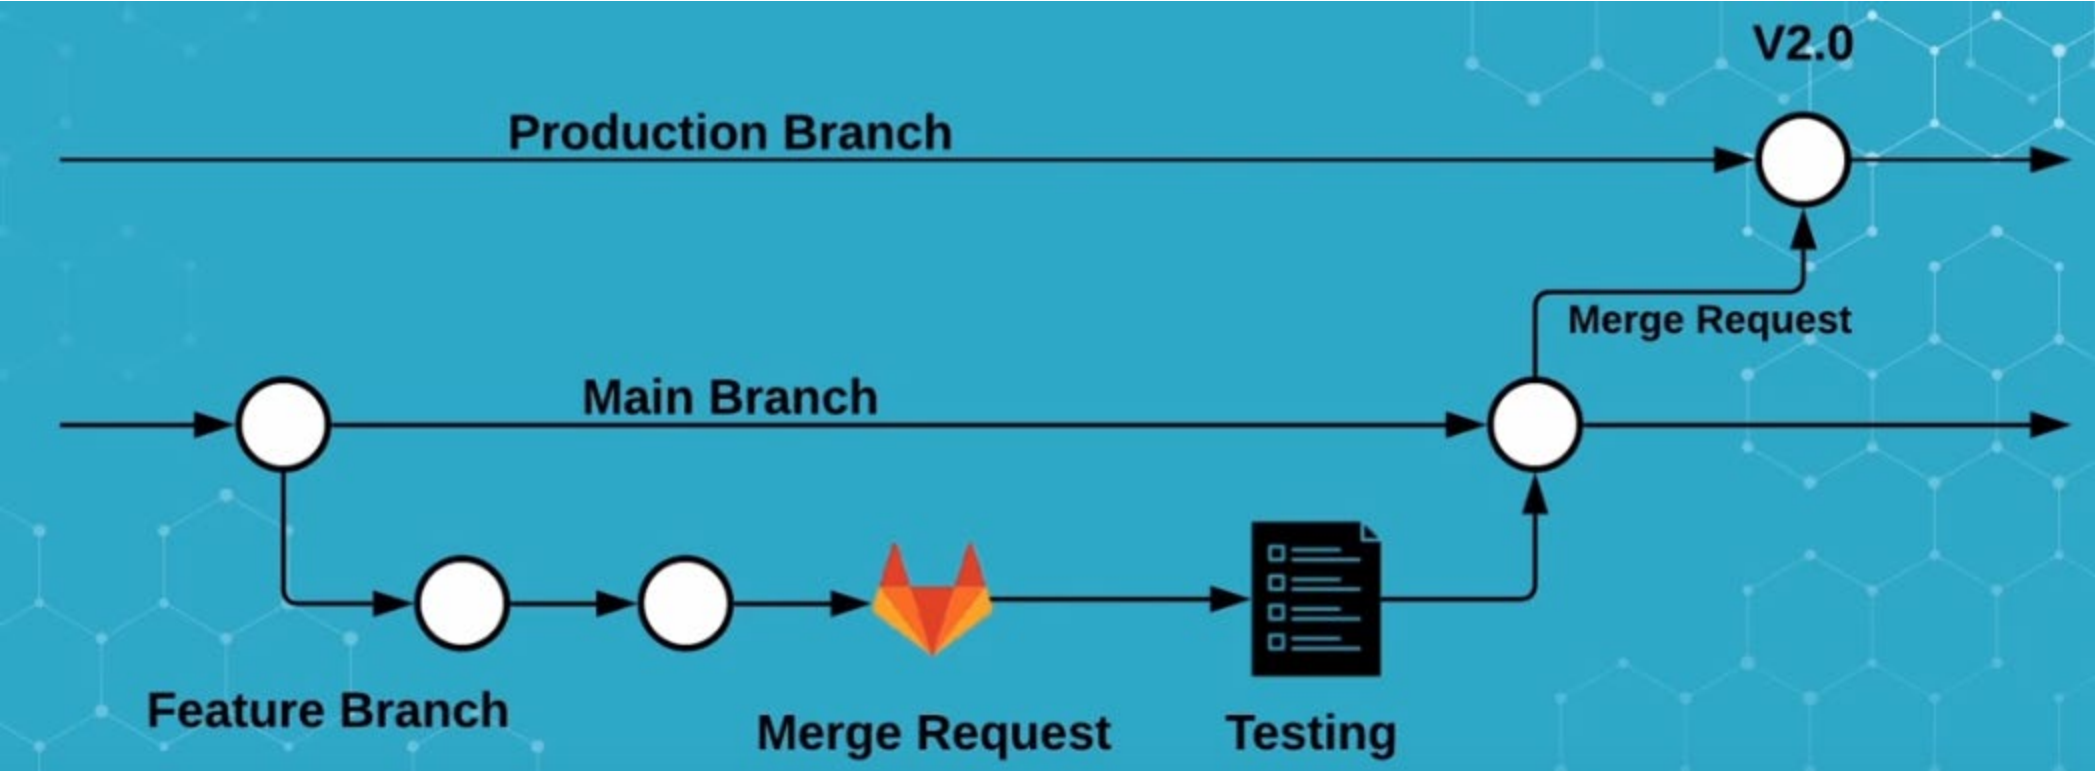 V2.0
Production Branch
Merge Request
Main Branch
Feature Branch
Merge Request
Testing